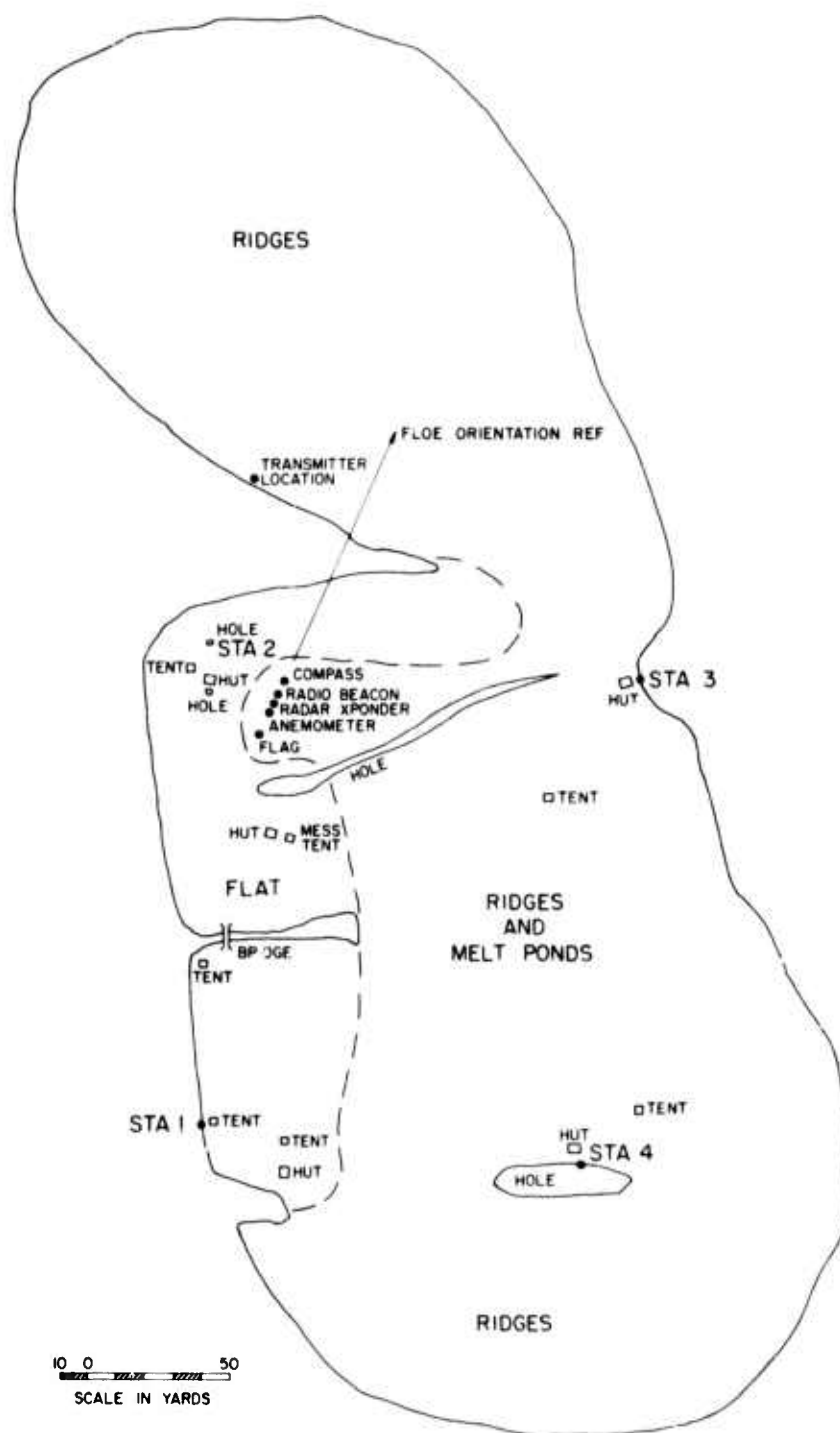 RIDGES
FLOE ORIENTATION REF
TRANSMITTER
LOCATION
HOLE
STA 2
TENT
HUT
HOLE
COMPASS
RADIO BEACON
RADAR XPONDER
ANEMOMETER
FLAG
HOLE
STA 3
HUT
TENT
HUT
MESS
TENT
FLAT
RIDGES
AND
MELT PONDS
TENT
STA 1
TENT
TENT
HUT
TENT
HUT
STA 4
HOLE
RIDGES
10 0 50
SCALE IN YARDS